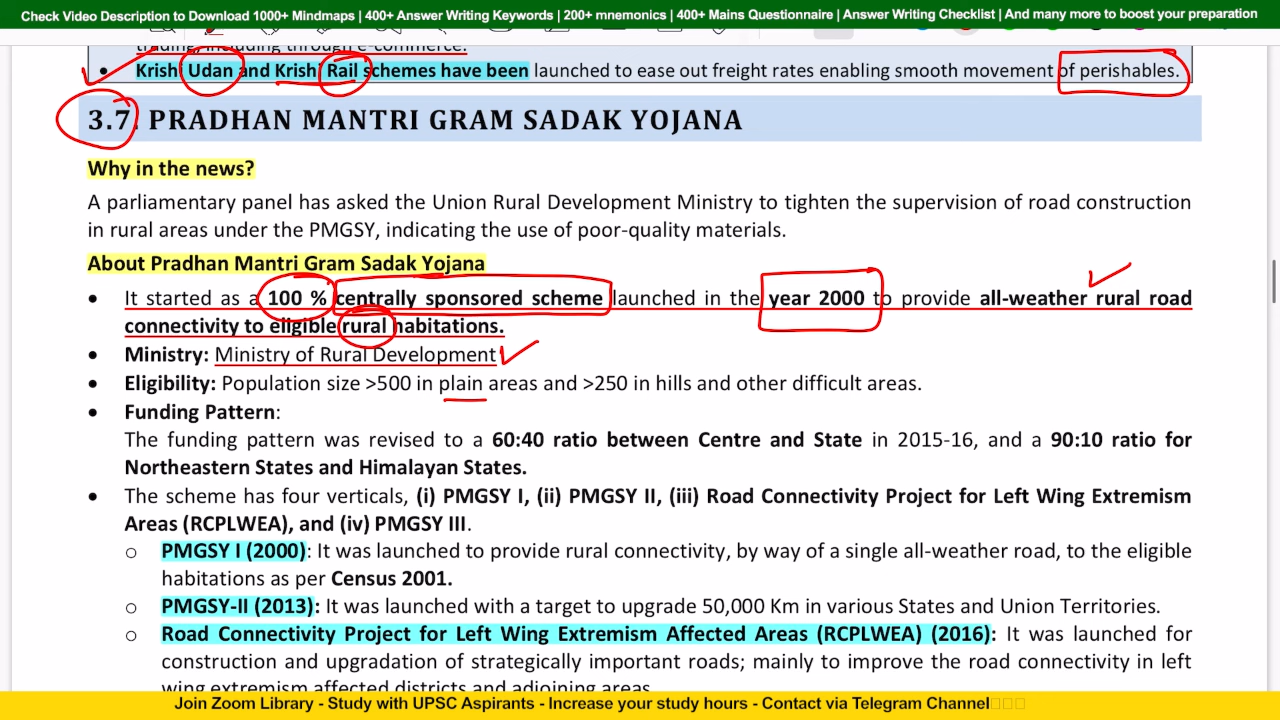 Check Video Description to Download 1000+ Mindmaps | 400+ Answer Writing Keywords | 200+ mnemonics | 400+ Mains Questionnaire | Answer Writing Checklist | And many more to boost your preparation
trading, including through e-commerce.
• Krishi Udan and Krishi Rail schemes have been launched to ease out freight rates enabling smooth movement of perishables.
3.7. PRADHAN MANTRI GRAM SADAK YOJANA
Why in the news?
A parliamentary panel has asked the Union Rural Development Ministry to tighten the supervision of road construction
in rural areas under the PMGSY, indicating the use of poor-quality materials.
About Pradhan Mantri Gram Sadak Yojana
• It started as a 100 % centrally sponsored scheme launched in the year 2000 to provide all-weather rural road
connectivity to eligible rural habitations.
• Ministry: Ministry of Rural Development
• Eligibility: Population size >500 in plain areas and >250 in hills and other difficult areas.
• Funding Pattern:
The funding pattern was revised to a 60:40 ratio between Centre and State in 2015-16, and a 90:10 ratio for
Northeastern States and Himalayan States.
• The scheme has four verticals, (i) PMGSY I, (ii) PMGSY II, (iii) Road Connectivity Project for Left Wing Extremism
Areas (RCPLWEA), and (iv) PMGSY III.
o PMGSY I (2000): It was launched to provide rural connectivity, by way of a single all-weather road, to the eligible
habitations as per Census 2001.
o PMGSY-II (2013): It was launched with a target to upgrade 50,000 Km in various States and Union Territories.
o Road Connectivity Project for Left Wing Extremism Affected Areas (RCPLWEA) (2016): It was launched for
construction and upgradation of strategically important roads; mainly to improve the road connectivity in left
wing extremism affected districts and adjoining areas.
Join Zoom Library - Study with UPSC Aspirants - Increase your study hours - Contact via Telegram Channel